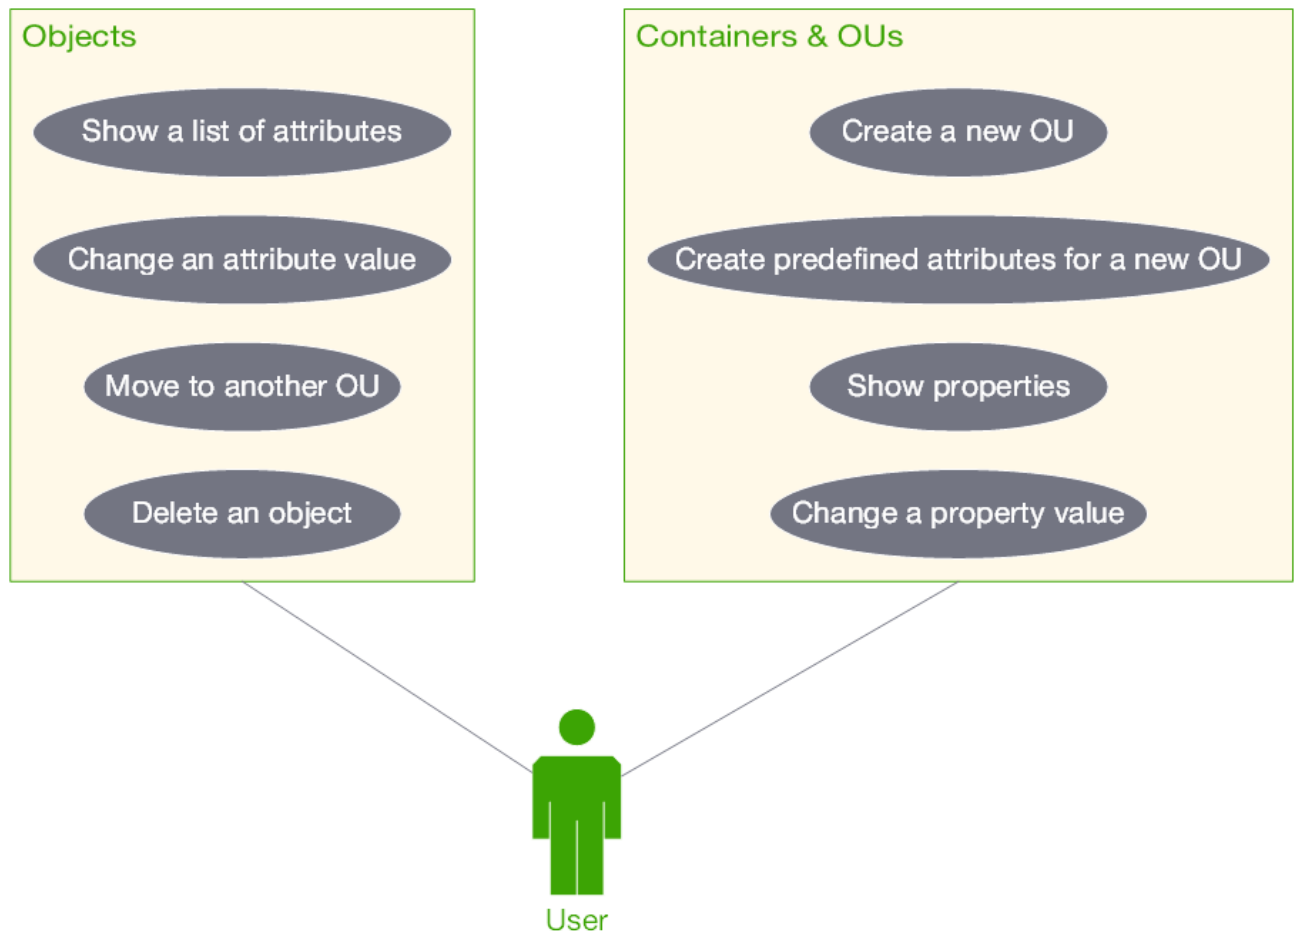 Objects
Show a list of attributes
Change an attribute value
Move to another OU
Delete an object
Containers & OUs
Create a new OU
Create predefined attributes for a new OU
Show properties
Change a property value
User